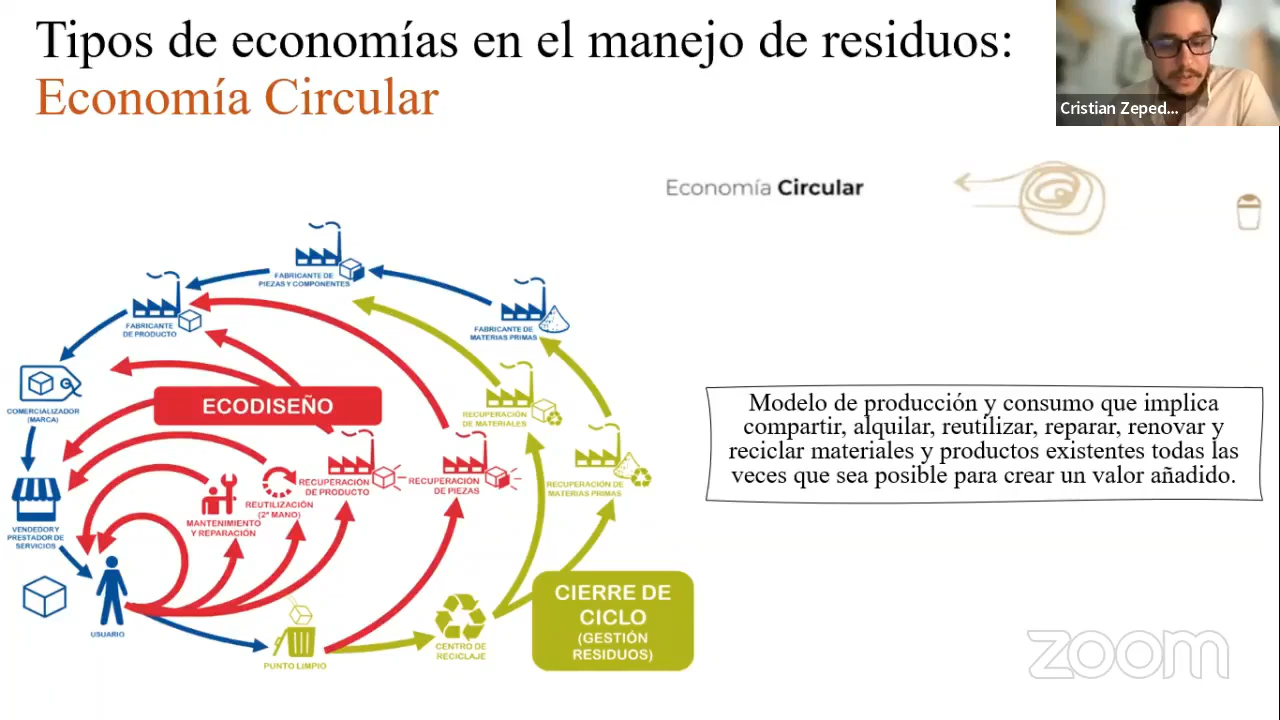 Tipos de economías en el manejo de residuos:
Economía Circular
Cristian Zeped...
Economía Circular
FABRICANTE DE
PIEZAS Y COMPONENTES
FABRICANTE
DE PRODUCTO
FABRICANTE DE
MATERIAS PRIMAS
COMERCIALIZADOR
(MARCA)
ECODISEÑO
RECUPERACIÓN
DE MATERIALES
Modelo de producción y consumo que implica
compartir, alquilar, reutilizar, reparar, renovar y
reciclar materiales y productos existentes todas las
veces que sea posible para crear un valor añadido.
RECUPERACIÓN
DE PRODUCTO
RECUPERACIÓN
DE PIEZAS
RECUPERACIÓN DE
MATERIAS PRIMAS
REUTILIZACIÓN
(2ª MANO)
MANTENIMIENTO
Y REPARACIÓN
VENDEDOR Y
PRESTADOR DE
SERVICIOS
USUARIO
PUNTO LIMPIO
CENTRO DE
RECICLAJE
CIERRE DE
CICLO
(GESTIÓN
RESIDUOS)
zoom